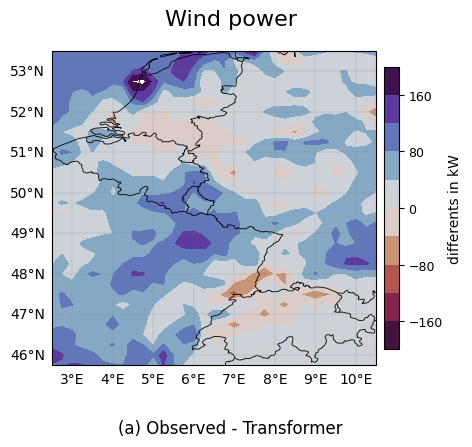 Wind power
53°N
52°N
51°N
50°N
49°N
48°N
47°N
46°N
3°E 4°E 5°E 6°E 7°E 8°E 9°E 10°E
160
80
0
−80
−160
differents in kW
(a) Observed - Transformer